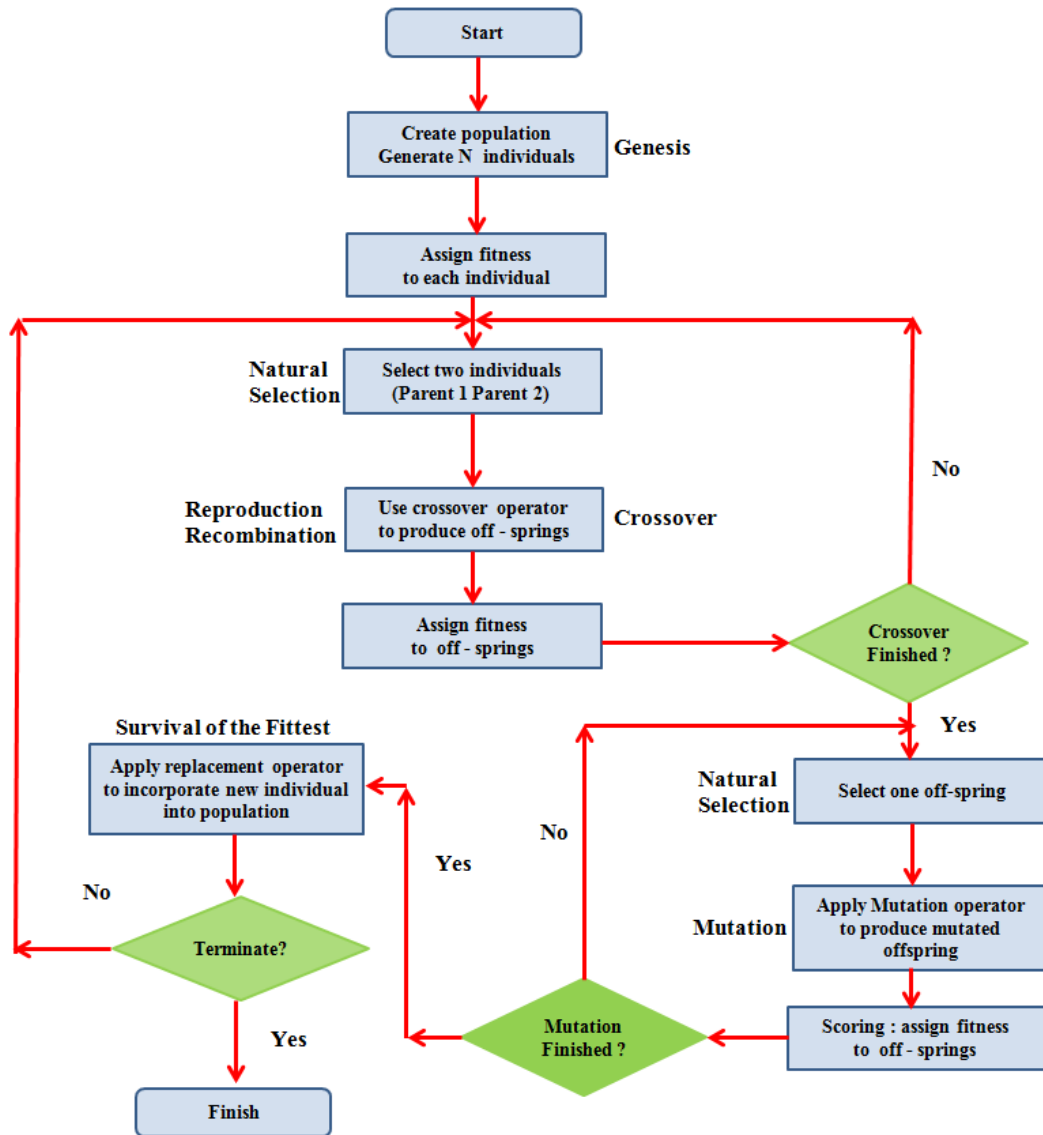 Start
Create population
Generate N individuals
Genesis
Assign fitness
to each individual
Natural
Selection
Select two individuals
(Parent 1 Parent 2)
No
Reproduction
Recombination
Use crossover operator
to produce off - springs
Crossover
Assign fitness
to off - springs
Crossover
Finished ?
Yes
Survival of the Fittest
Apply replacement operator
to incorporate new individual
into population
Natural
Selection
Select one off-spring
No
Yes
No
Mutation
Apply Mutation operator
to produce mutated
offspring
Terminate?
Mutation
Finished ?
Scoring : assign fitness
to off - springs
Yes
Finish